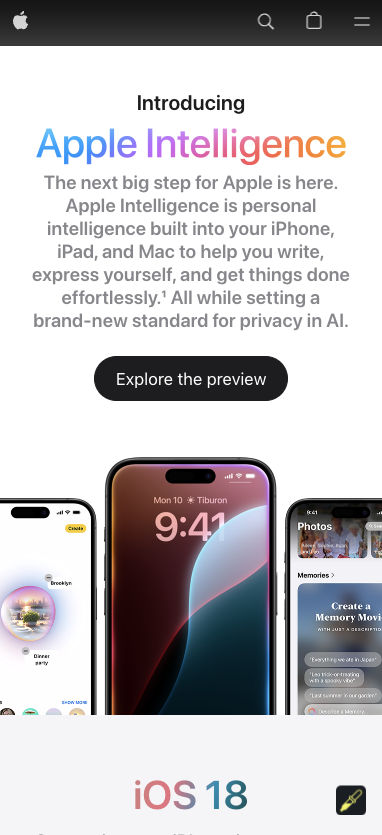 Introducing
Apple Intelligence
The next big step for Apple is here.
Apple Intelligence is personal
intelligence built into your iPhone,
iPad, and Mac to help you write,
express yourself, and get things done
effortlessly.¹ All while setting a
brand-new standard for privacy in AI.
Explore the preview
Create
Brooklyn
Dinner
party
SHOW MORE
Mon 10 Tiburon
9:41
9:41
Photos
Memories >
Create a
Memory Movi
WITH JUST A DESCRIPTIO
"Everything we ate in Japan"
"Leo trick-or-treating
with a spooky vibe"
"Last summer in our garden"
Describe a Memory
iOS 18